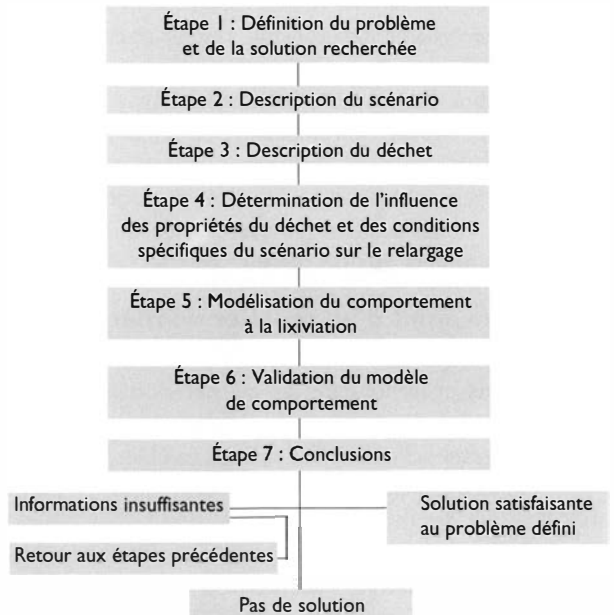 Étape 1 : Définition du problème
et de la solution recherchée
Étape 2 : Description du scénario
Étape 3 : Description du déchet
Étape 4 : Détermination de l'influence
des propriétés du déchet et des conditions
spécifiques du scénario sur le relargage
Étape 5 : Modélisation du comportement
à la lixiviation
Étape 6 : Validation du modèle
de comportement
Étape 7 : Conclusions
Informations insuffisantes
Solution satisfaisante
au problème défini
Retour aux étapes précédentes
Pas de solution